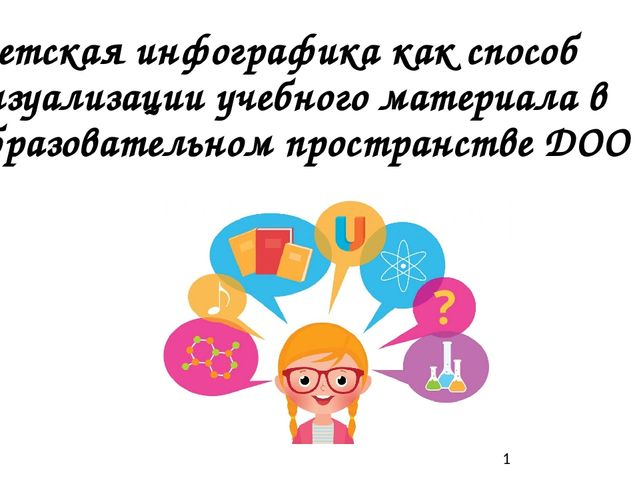 етская инфографика как способ
изуализации учебного материала в
бразовательном пространстве ДОО
?
1